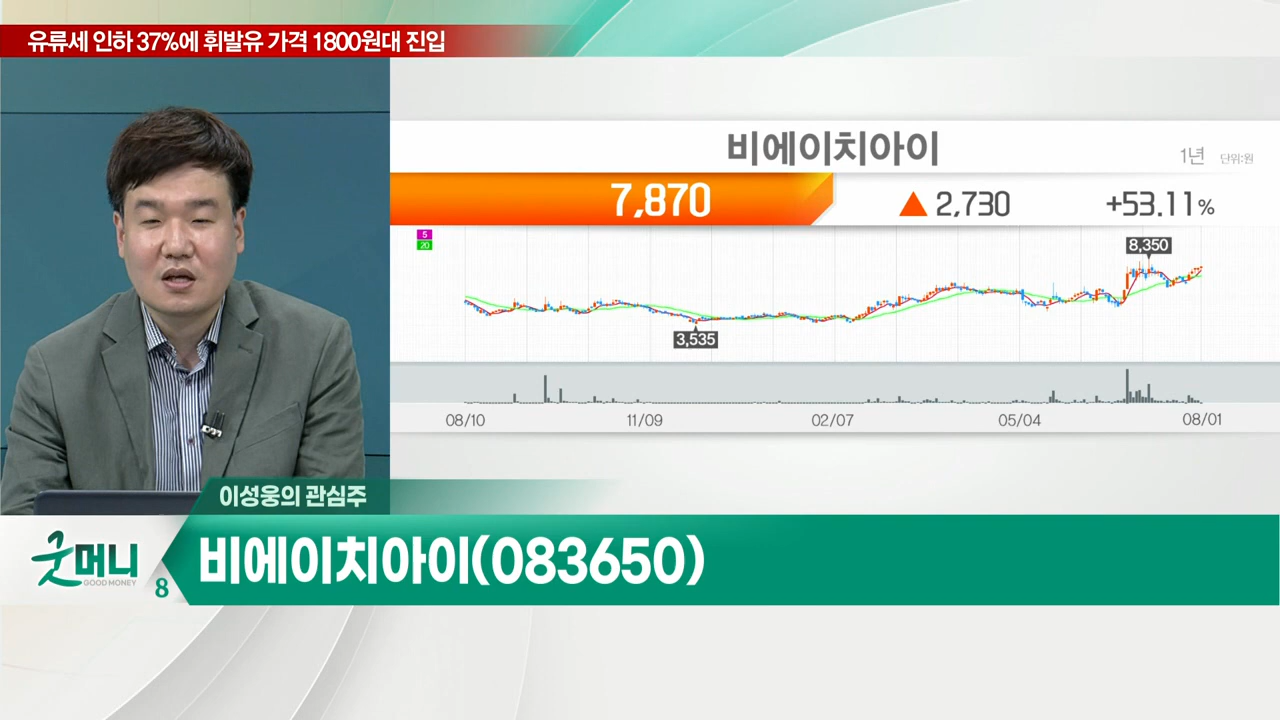 유류세 인하 37%에 휘발유 가격 1800원대 진입
비에이치아이
1년 단위:원
7,870 ▲ 2,730 +53.11%
5
20
8,350
3,535
08/10 11/09 02/07 05/04 08/01
이성웅의 관심주
굿머니
GOOD MONEY
8
비에이치아이(083650)